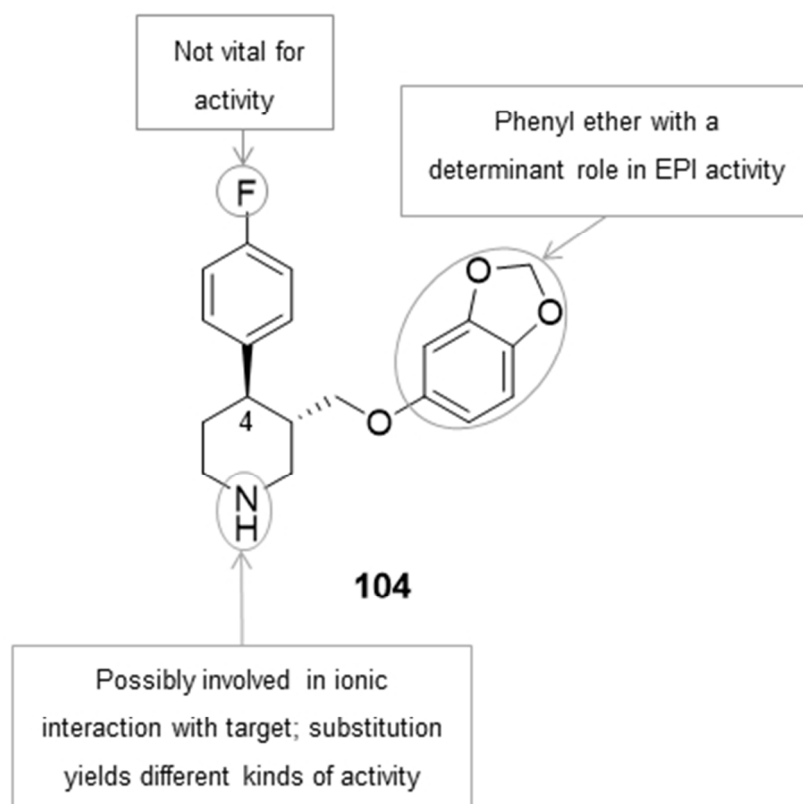 Not vital for
activity
Phenyl ether with a
determinant role in EPI activity
F
O
O
4
O
N
H
104
Possibly involved in ionic
interaction with target; substitution
yields different kinds of activity